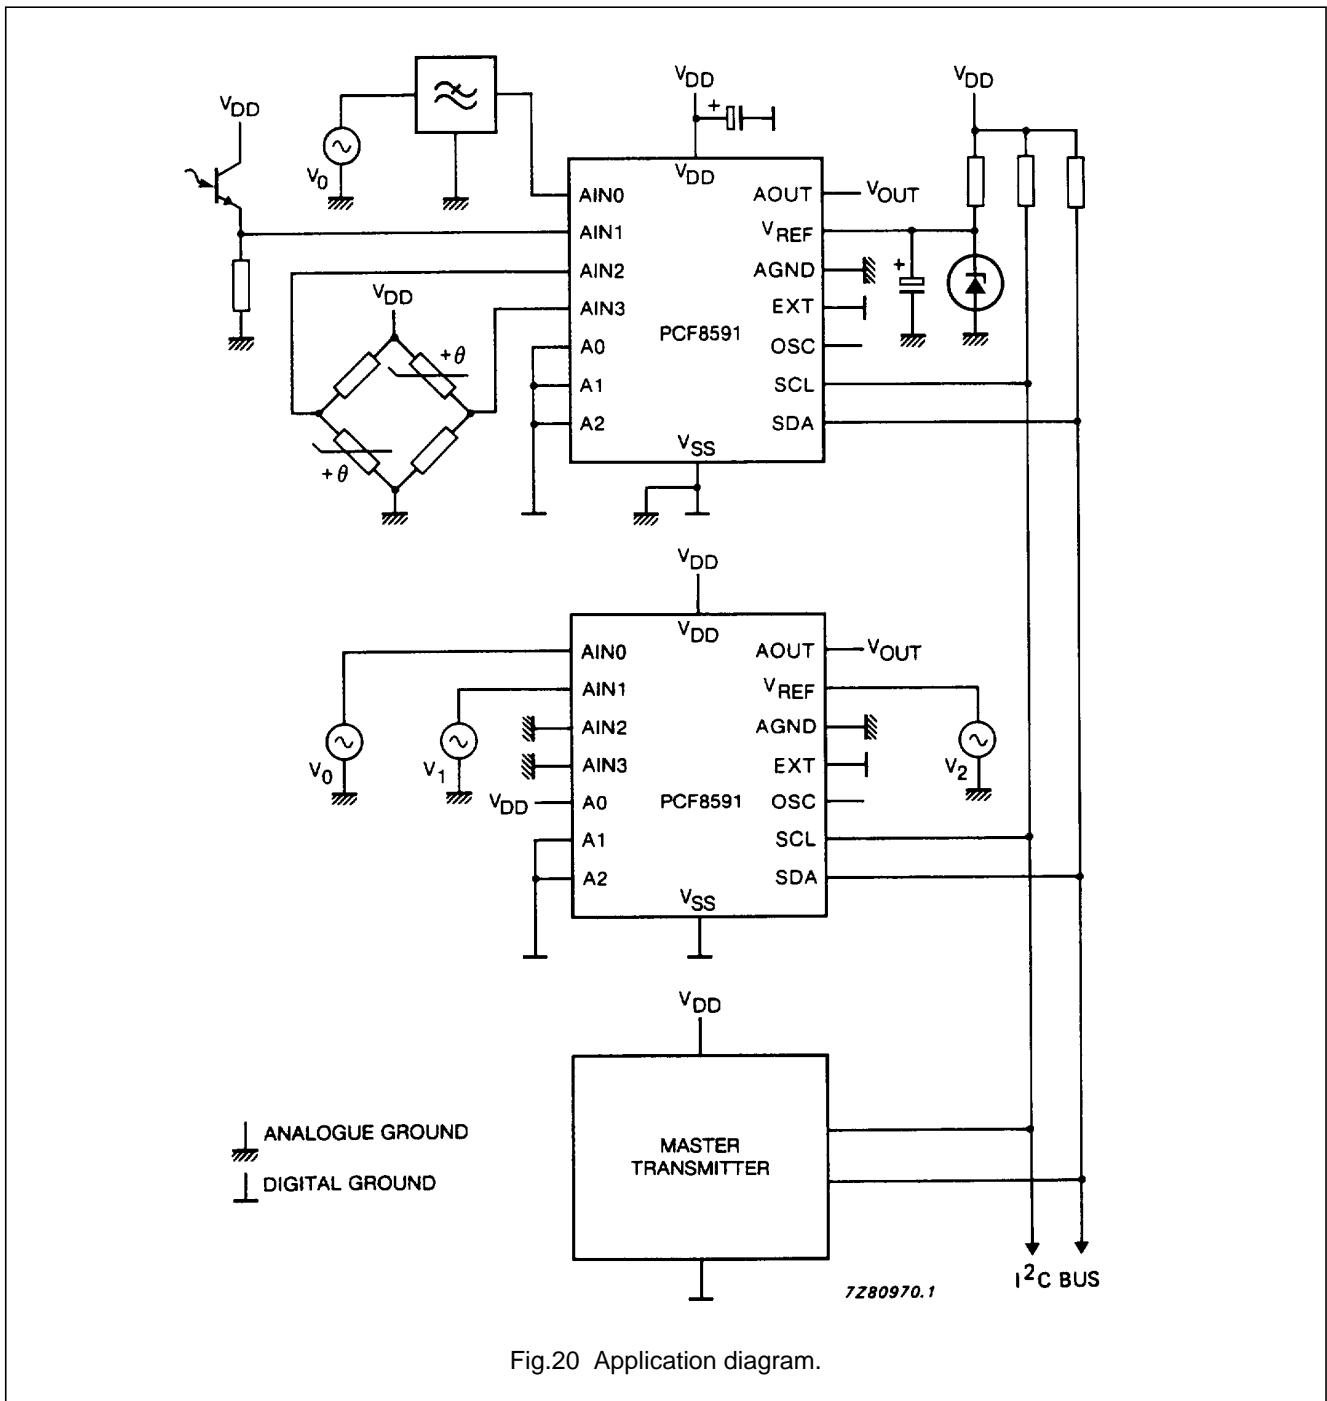 VDD
VDD
VDD
V0
VDD
AIN0
AOUT
VOUT
AIN1
VREF
AIN2
AGND
VDD
AIN3
EXT
PCF8591
+
+
+θ
A0
OSC
A1
SCL
A2
SDA
VSS
+θ
VDD
VDD
AIN0
AOUT
VOUT
AIN1
VREF
AIN2
AGND
V0
V1
AIN3
EXT
V2
VDD
A0
PCF8591
OSC
A1
SCL
A2
SDA
VSS
VDD
ANALOGUE GROUND
DIGITAL GROUND
MASTER
TRANSMITTER
7Z80970.1
I2C BUS
Fig.20 Application diagram.